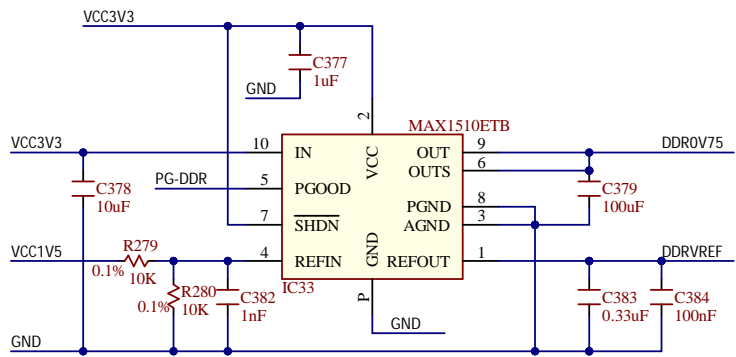 VCC3V3
C377
1uF
GND
2
MAX1510ETB
VCC3V3
10
IN
VCC
OUT
9
DDR0V75
OUTS
6
C378
10uF
PG-DDR
5
PGOOD
PGND
8
C379
100uF
7
SHDN
AGND
3
VCC1V5
R279
0.1%
10K
4
REFIN
GND
REFOUT
1
DDRVREF
R280
0.1%
10K
C382
1nF
IC33
P
GND
C383
0.33uF
C384
100nF
GND